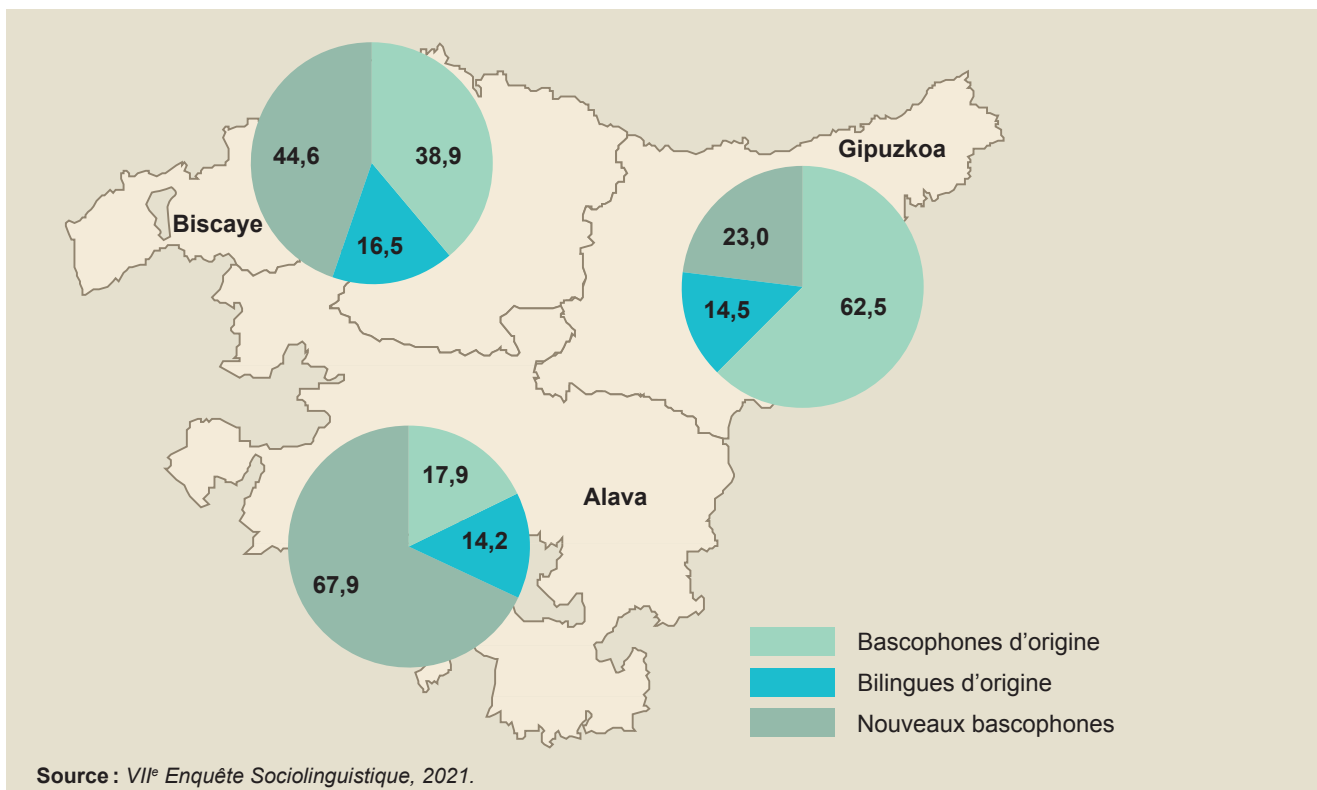 44,6
38,9
Biscaye
16,5
Gipuzkoa
23,0
14,5
62,5
17,9
Alava
14,2
67,9
Bascophones d’origine
Bilingues d’origine
Nouveaux bascophones
Source : VIIe Enquête Sociolinguistique, 2021.